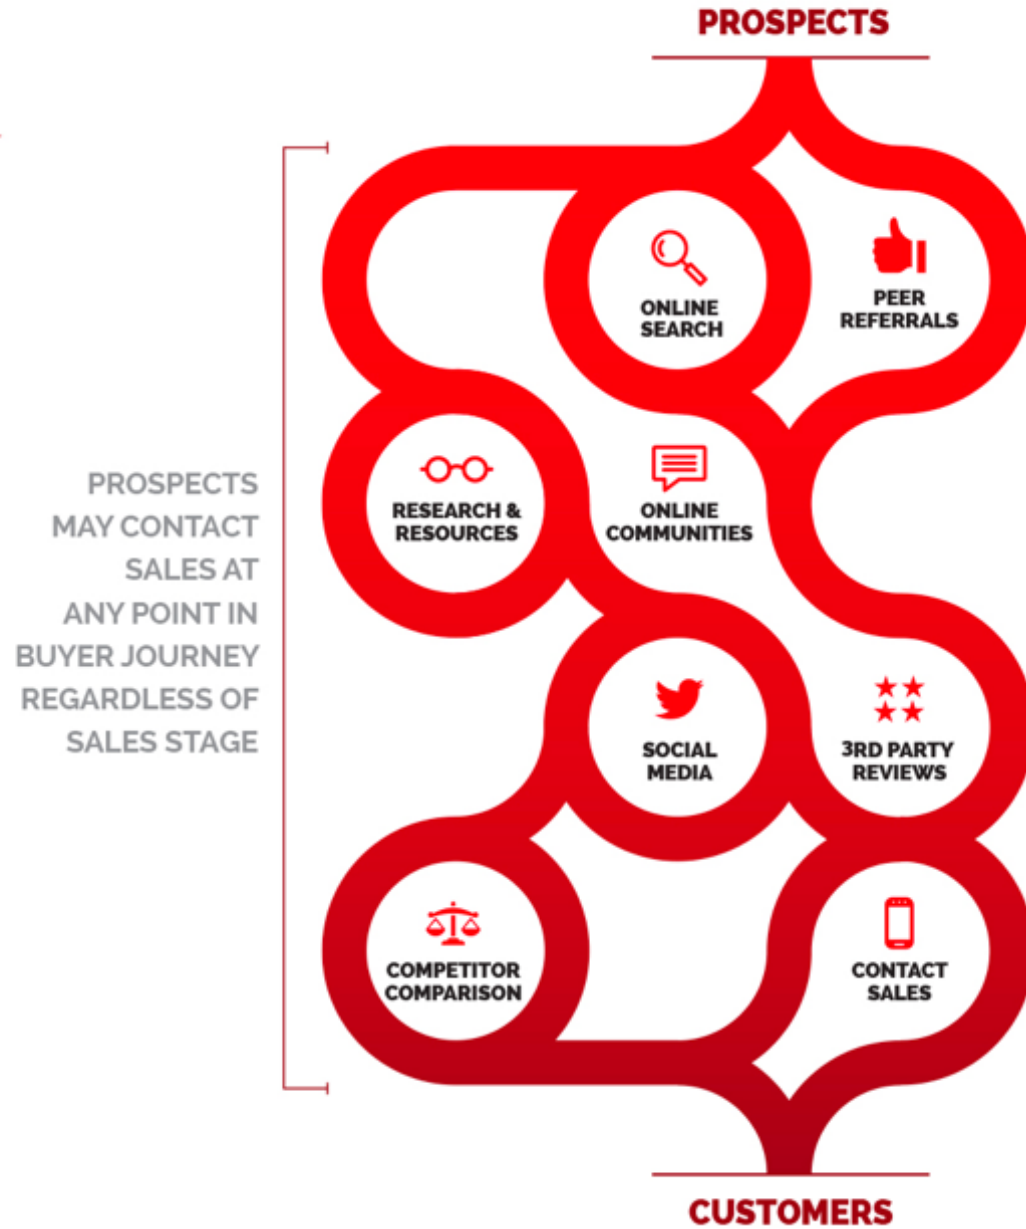 PROSPECTS
ONLINE
SEARCH
PEER
REFERRALS
PROSPECTS
MAY CONTACT
SALES AT
ANY POINT IN
BUYER JOURNEY
REGARDLESS OF
SALES STAGE
RESEARCH &
RESOURCES
ONLINE
COMMUNITIES
SOCIAL
MEDIA
3RD PARTY
REVIEWS
COMPETITOR
COMPARISON
CONTACT
SALES
CUSTOMERS